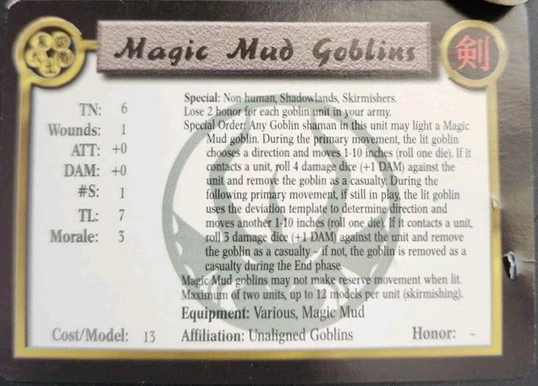 Magic Mud Goblins
剣
TN: 6
Wounds: 1
ATT: +0
DAM: +0
#S: 1
TL: 7
Morale: 3
Special: Non-human, Shadowlands, Skirmishers.
Lose 2 honor for each goblin unit in your army.
Special Order: Any Goblin shaman in this unit may light a Magic
Mud goblin. During the primary movement, the lit goblin
chooses a direction and moves 1-10 inches (roll one die). If it
contacts a unit, roll 4 damage dice (+1 DAM) against the
unit and remove the goblin as a casualty. During the
following primary movement, if still in play, the lit goblin
uses the deviation template to determine direction and
moves another 1-10 inches (roll one die). If it contacts a unit,
roll 3 damage dice (+1 DAM) against the unit and remove
the goblin as a casualty – if not, the goblin is removed as a
casualty during the End phase
Magic Mud goblins may not make reserve movement when lit.
Maximum of two units, up to 12 models per unit (skirmishing).
Equipment: Various, Magic Mud
Cost/Model: 13 Affiliation: Unaligned Goblins Honor: -